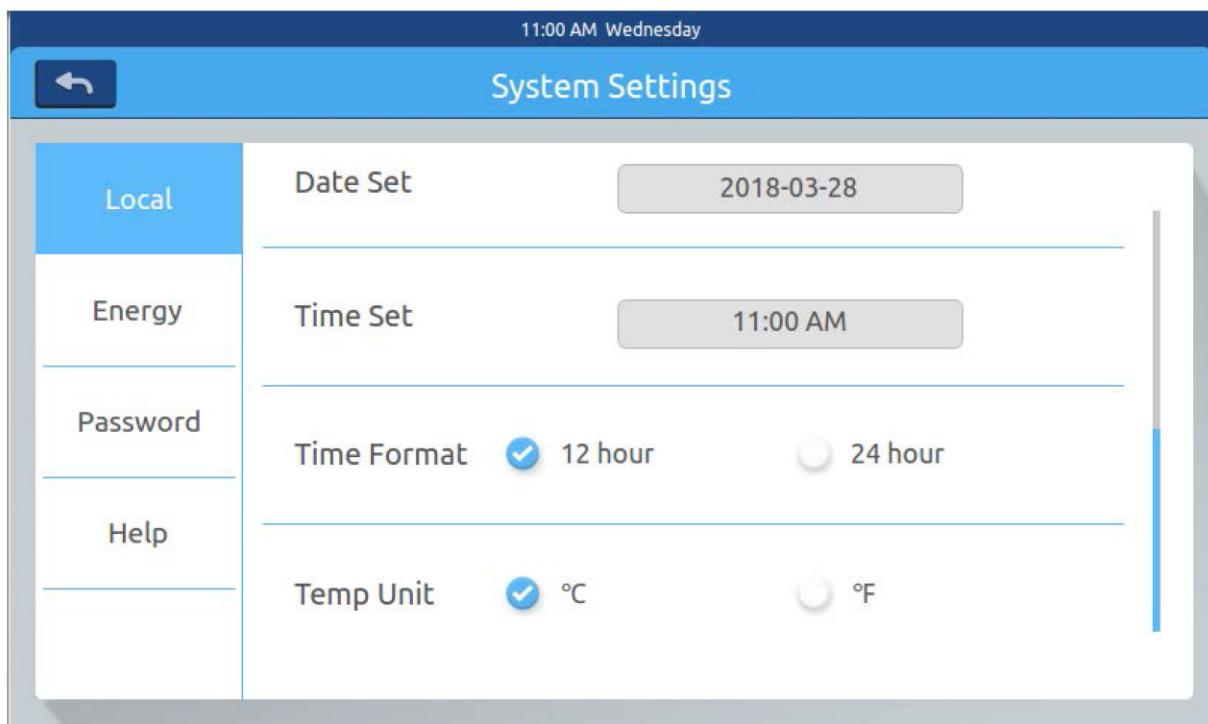 11:00 AM Wednesday
System Settings
Local
Energy
Password
Help
Date Set 2018-03-28
Time Set 11:00 AM
Time Format 12 hour 24 hour
Temp Unit °C °F